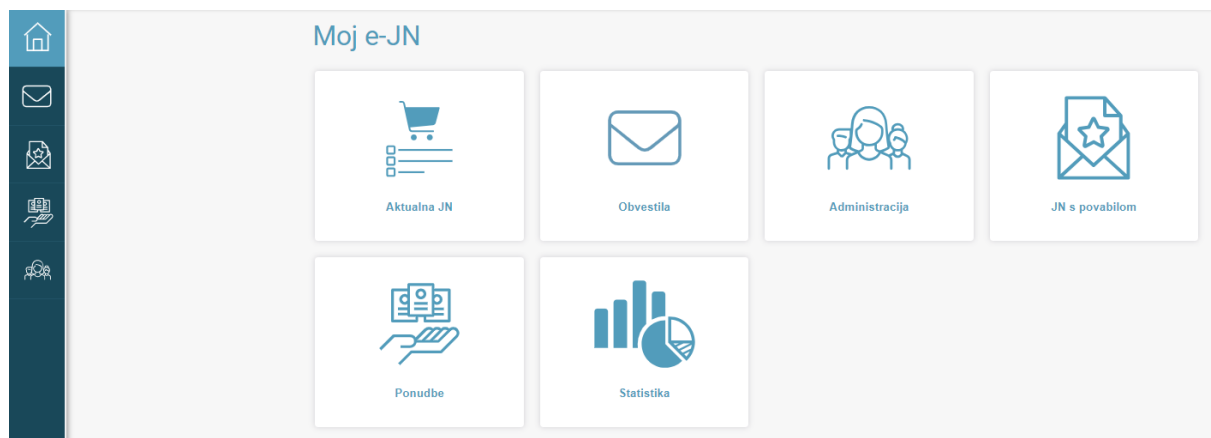 Moj e-JN
Aktualna JN
Obvestila
Administracija
JN s povabilom
Ponudbe
Statistika